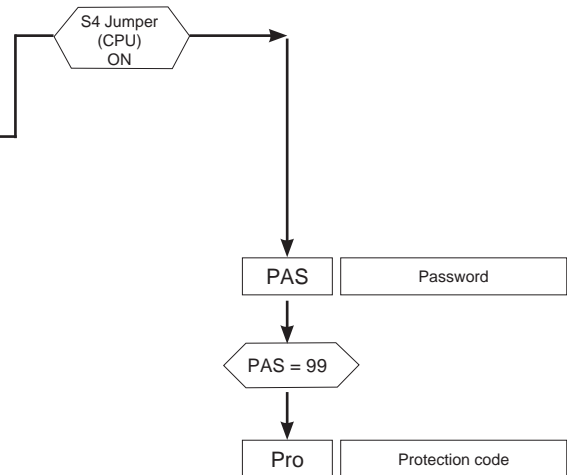 S4 Jumper
(CPU)
ON
PAS Password
PAS = 99
Pro Protection code